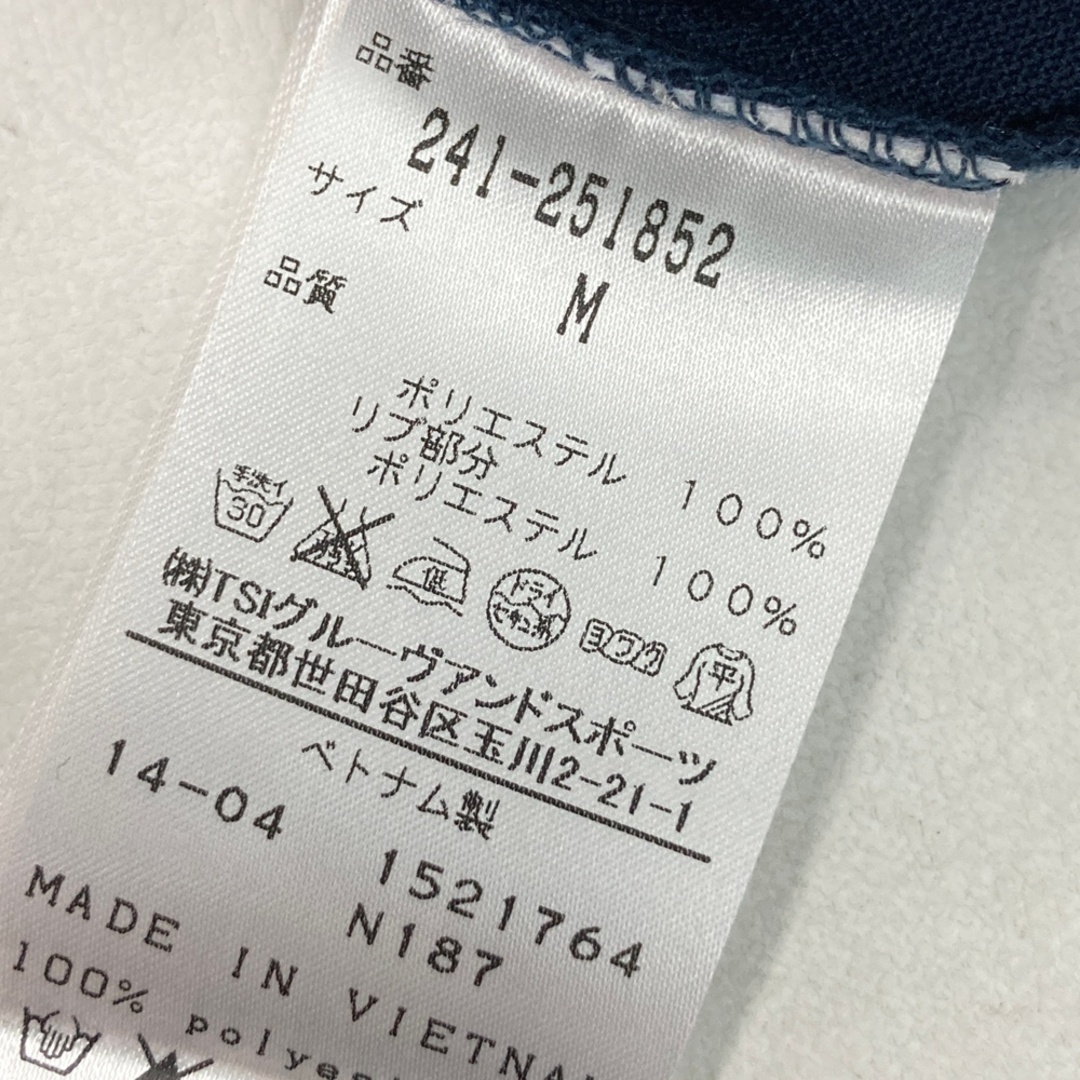 品番
241-251852
サイズ
M
品質
ポリエステル 100%
リブ部分
ポリエステル 100%
手洗イ
30
低
ドライ
セキユ系
ヨワク
平
(株)TSIグルーヴアンドスポーツ
東京都世田谷区玉川2-21-1
ベトナム製
14-04
1521764
N187
MADE IN
100%